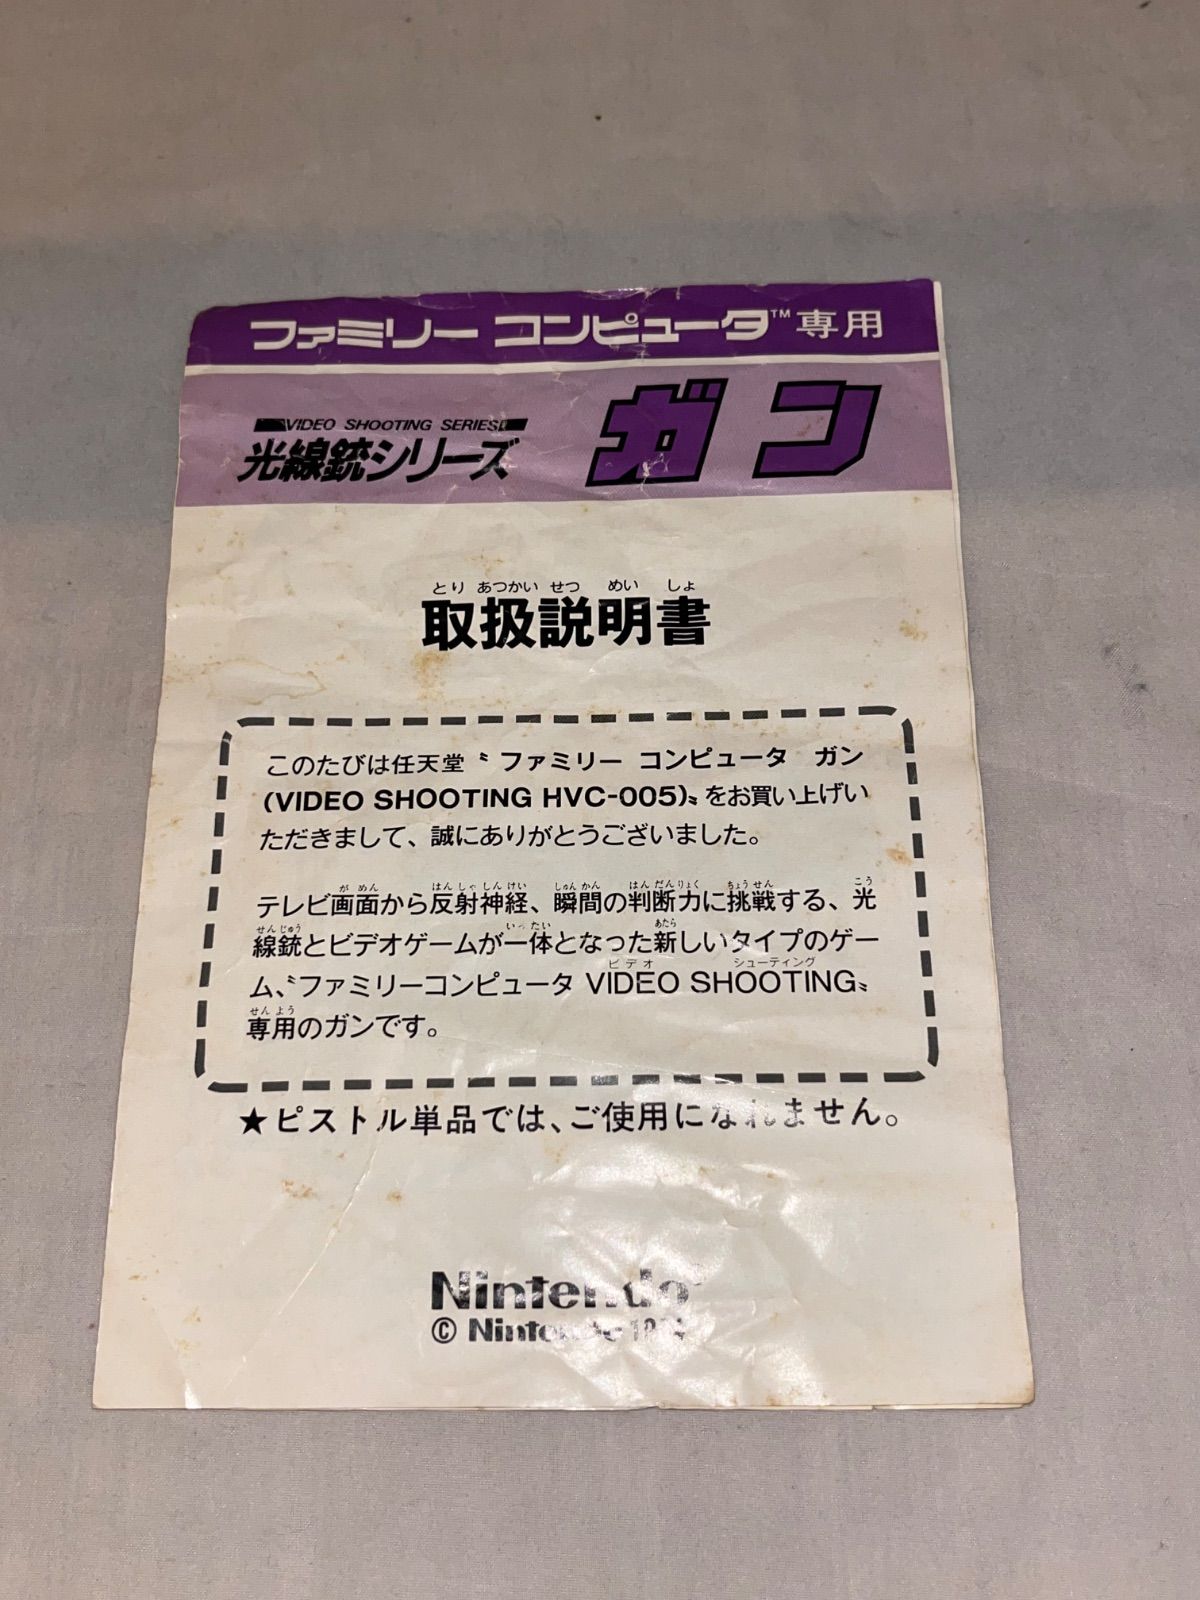 ファミリー コンピュータ™専用
VIDEO SHOOTING SERIES
光線銃シリーズ
ガン
とり あつかい せつ めい しょ
取扱説明書
このたびは任天堂〝ファミリー コンピュータ ガン
(VIDEO SHOOTING HVC-005)〟をお買い上げい
ただきまして、誠にありがとうございました。
が めん はん しゃ しん けい しゅん かん はん だん りょく ちょう せん こう
テレビ画面から反射神経、瞬間の判断力に挑戦する、光
せん じゅう いっ たい あたら
線銃とビデオゲームが一体となった新しいタイプのゲー
ビデオ シューティング
ム、〝ファミリーコンピュータ VIDEO SHOOTING〟
せん よう
専用のガンです。
★ピストル単品では、ご使用になれません。
Nintendo
© Nintendo